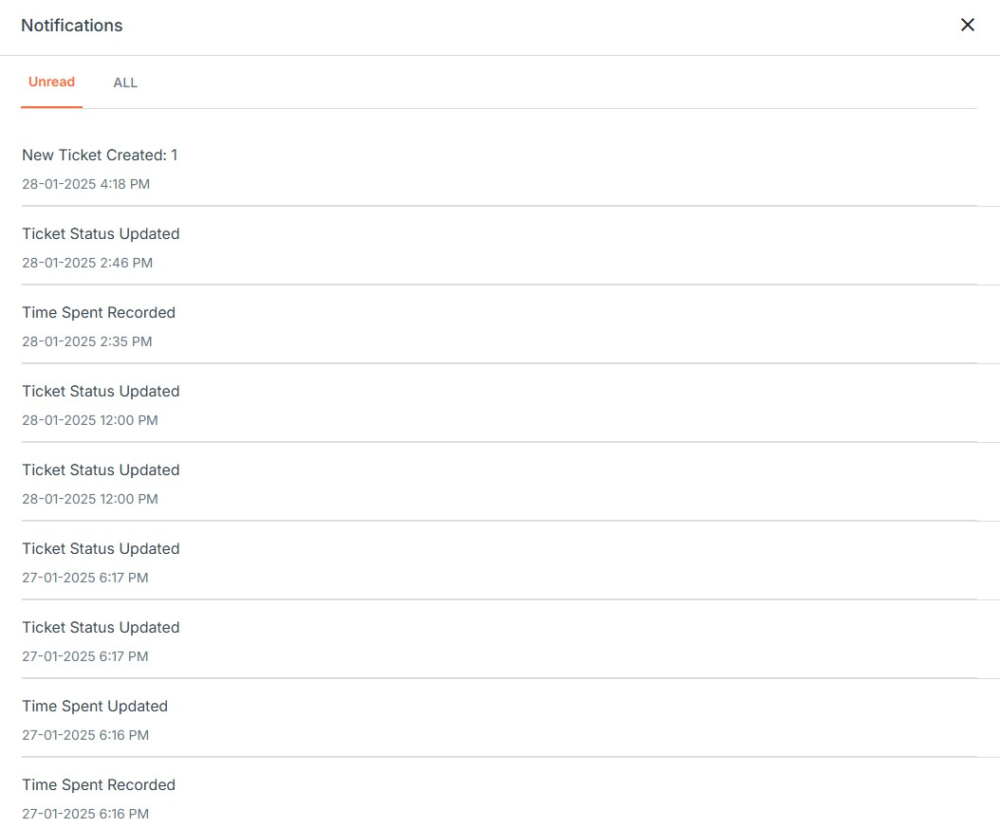 Notifications
Unread ALL
New Ticket Created: 1
28-01-2025 4:18 PM
Ticket Status Updated
28-01-2025 2:46 PM
Time Spent Recorded
28-01-2025 2:35 PM
Ticket Status Updated
28-01-2025 12:00 PM
Ticket Status Updated
28-01-2025 12:00 PM
Ticket Status Updated
27-01-2025 6:17 PM
Ticket Status Updated
27-01-2025 6:17 PM
Time Spent Updated
27-01-2025 6:16 PM
Time Spent Recorded
27-01-2025 6:16 PM